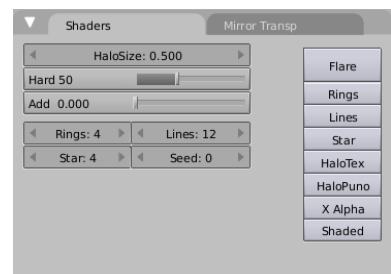 Shaders Mirror Transp
HaloSize: 0.500
Hard 50
Add 0.000
Rings: 4 Lines: 12
Star: 4 Seed: 0
Flare
Rings
Lines
Star
HaloTex
HaloPuno
X Alpha
Shaded